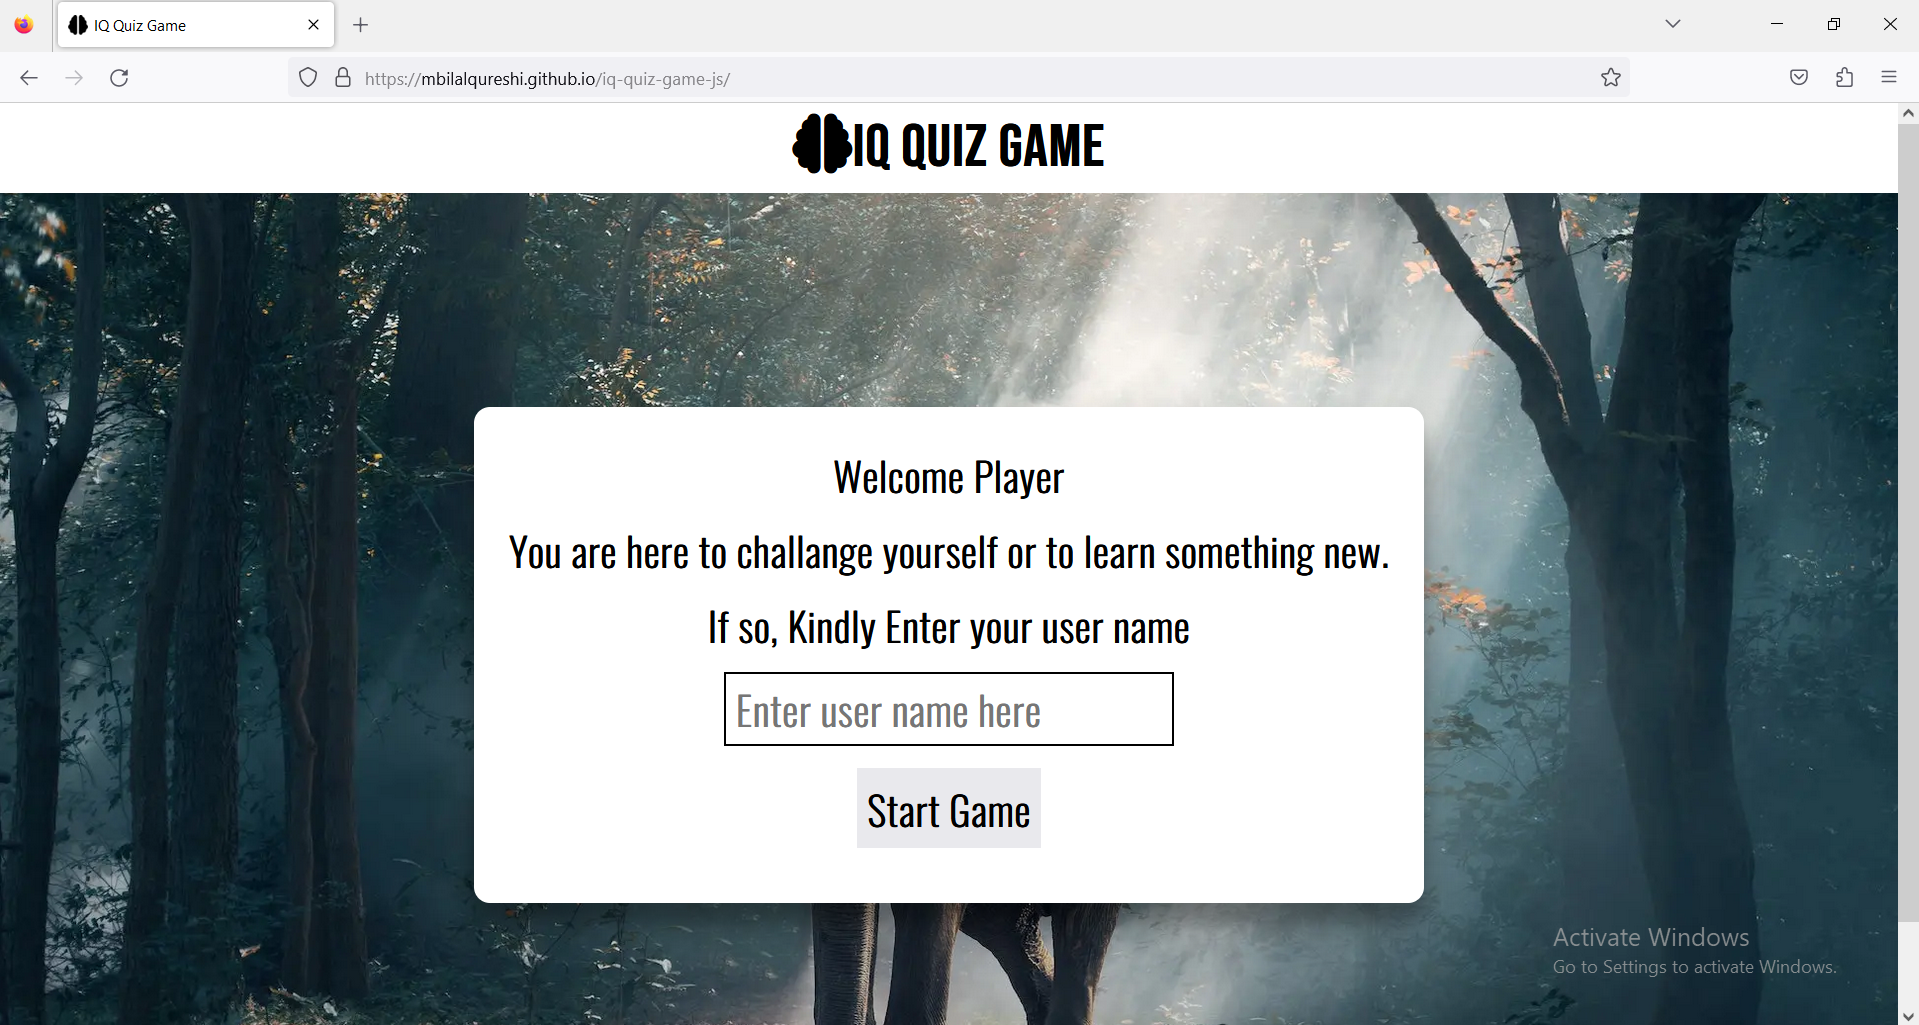 IQ Quiz Game
https://mbilalqureshi.github.io/iq-quiz-game-js/
IQ QUIZ GAME
Welcome Player
You are here to challange yourself or to learn something new.
If so, Kindly Enter your user name
Enter user name here
Start Game
Activate Windows
Go to Settings to activate Windows.